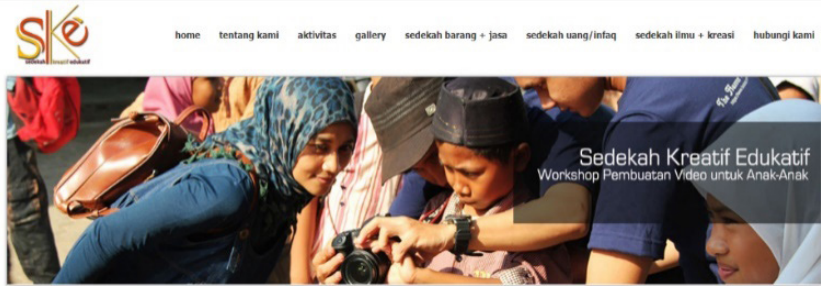 SKe
sedekah kreatif edukatif
home tentang kami aktivitas gallery sedekah barang + jasa sedekah uang/infaq sedekah ilmu + kreasi hubungi kami
Sedekah Kreatif Edukatif
Workshop Pembuatan Video untuk Anak-Anak